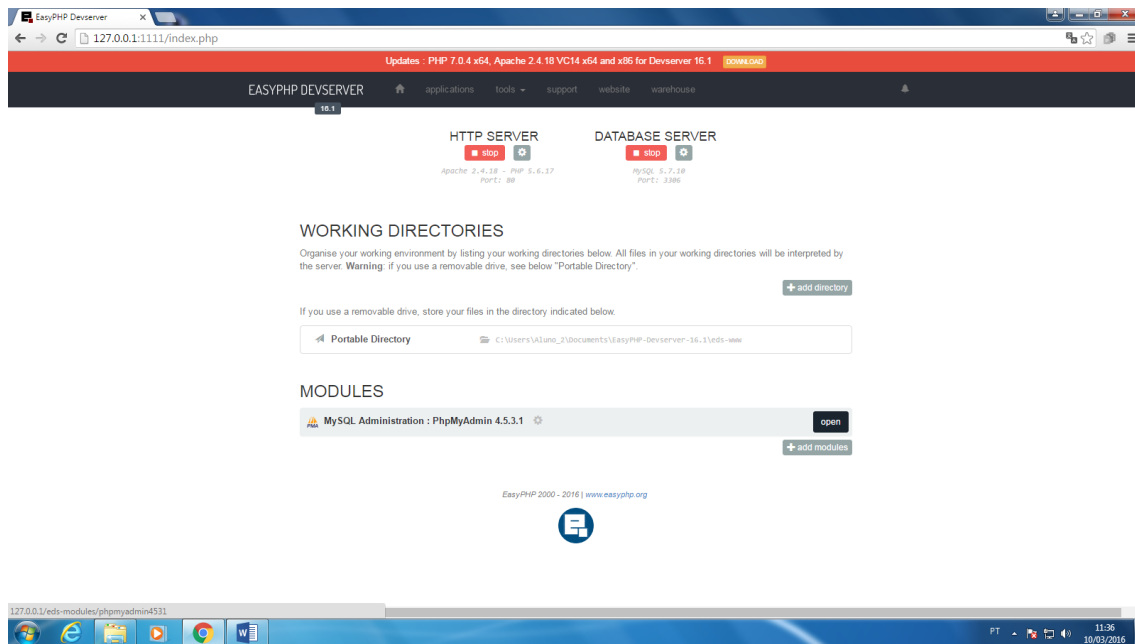 EasyPHP Devserver
127.0.0.1:1111/index.php
Updates : PHP 7.0.4 x64, Apache 2.4.18 VC14 x64 and x86 for Devserver 16.1 DOWNLOAD
EASYPHP DEVSERVER applications tools support website warehouse
16.1
HTTP SERVER DATABASE SERVER
stop stop
Apache 2.4.18 - PHP 5.6.17 MySQL 5.7.10
Port: 80 Port: 3306
WORKING DIRECTORIES
Organise your working environment by listing your working directories below. All files in your working directories will be interpreted by
the server. Warning: if you use a removable drive, see below "Portable Directory".
add directory
If you use a removable drive, store your files in the directory indicated below.
Portable Directory C:\Users\Aluno_2\Documents\EasyPHP-Devserver-16.1\eds-www
MODULES
PMA MySQL Administration : PhpMyAdmin 4.5.3.1 open
add modules
EasyPHP 2000 - 2016 | www.easyphp.org
127.0.0.1/eds-modules/phpmyadmin4531
PT 11:36
10/03/2016